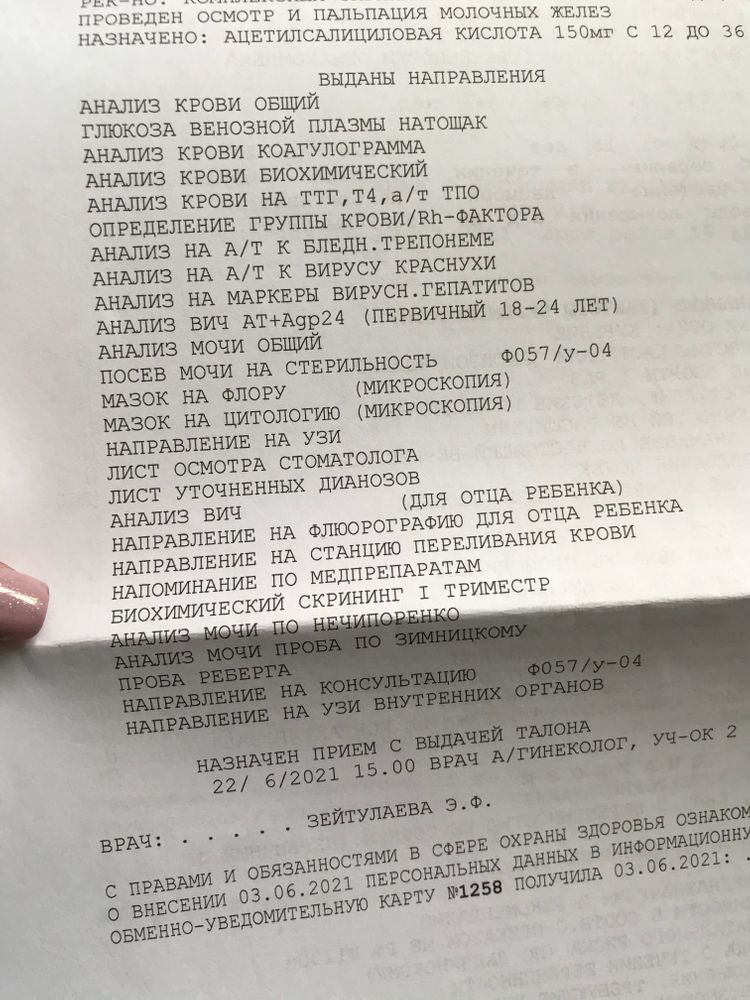 РЕК-НО:
ПРОВЕДЕН ОСМОТР И ПАЛЬПАЦИЯ МОЛОЧНЫХ ЖЕЛЕЗ
НАЗНАЧЕНО: АЦЕТИЛСАЛИЦИЛОВАЯ КИСЛОТА 150мг С 12 ДО 36
ВЫДАНЫ НАПРАВЛЕНИЯ
АНАЛИЗ КРОВИ ОБЩИЙ
ГЛЮКОЗА ВЕНОЗНОЙ ПЛАЗМЫ НАТОЩАК
АНАЛИЗ КРОВИ КОАГУЛОГРАММА
АНАЛИЗ КРОВИ БИОХИМИЧЕСКИЙ
АНАЛИЗ КРОВИ НА ТТГ,Т4,а/т ТПО
ОПРЕДЕЛЕНИЕ ГРУППЫ КРОВИ/Rh-ФАКТОРА
АНАЛИЗ НА А/Т К БЛЕДН.ТРЕПОНЕМЕ
АНАЛИЗ НА А/Т К ВИРУСУ КРАСНУХИ
АНАЛИЗ НА МАРКЕРЫ ВИРУСН.ГЕПАТИТОВ
АНАЛИЗ ВИЧ АТ+Agp24 (ПЕРВИЧНЫЙ 18-24 ЛЕТ)
АНАЛИЗ МОЧИ ОБЩИЙ
ПОСЕВ МОЧИ НА СТЕРИЛЬНОСТЬ Ф057/у-04
МАЗОК НА ФЛОРУ (МИКРОСКОПИЯ)
МАЗОК НА ЦИТОЛОГИЮ (МИКРОСКОПИЯ)
НАПРАВЛЕНИЕ НА УЗИ
ЛИСТ ОСМОТРА СТОМАТОЛОГА
ЛИСТ УТОЧНЕННЫХ ДИАНОЗОВ
АНАЛИЗ ВИЧ (ДЛЯ ОТЦА РЕБЕНКА)
НАПРАВЛЕНИЕ НА ФЛЮОРОГРАФИЮ ДЛЯ ОТЦА РЕБЕНКА
НАПРАВЛЕНИЕ НА СТАНЦИЮ ПЕРЕЛИВАНИЯ КРОВИ
НАПОМИНАНИЕ ПО МЕДПРЕПАРАТАМ
БИОХИМИЧЕСКИЙ СКРИНИНГ I ТРИМЕСТР
АНАЛИЗ МОЧИ ПО НЕЧИПОРЕНКО
АНАЛИЗ МОЧИ ПРОБА ПО ЗИМНИЦКОМУ
ПРОБА РЕБЕРГА
НАПРАВЛЕНИЕ НА КОНСУЛЬТАЦИЮ Ф057/у-04
НАПРАВЛЕНИЕ НА УЗИ ВНУТРЕННИХ ОРГАНОВ
НАЗНАЧЕН ПРИЕМ С ВЫДАЧЕЙ ТАЛОНА
22/ 6/2021 15.00 ВРАЧ А/ГИНЕКОЛОГ, УЧ-ОК 2
ВРАЧ: . . . . . ЗЕЙТУЛАЕВА Э.Ф.
С ПРАВАМИ И ОБЯЗАННОСТЯМИ В СФЕРЕ ОХРАНЫ ЗДОРОВЬЯ ОЗНАКОМ
О ВНЕСЕНИИ 03.06.2021 ПЕРСОНАЛЬНЫХ ДАННЫХ В ИНФОРМАЦИОННУ
ОБМЕННО-УВЕДОМИТЕЛЬНУЮ КАРТУ №1258 ПОЛУЧИЛА 03.06.2021: .